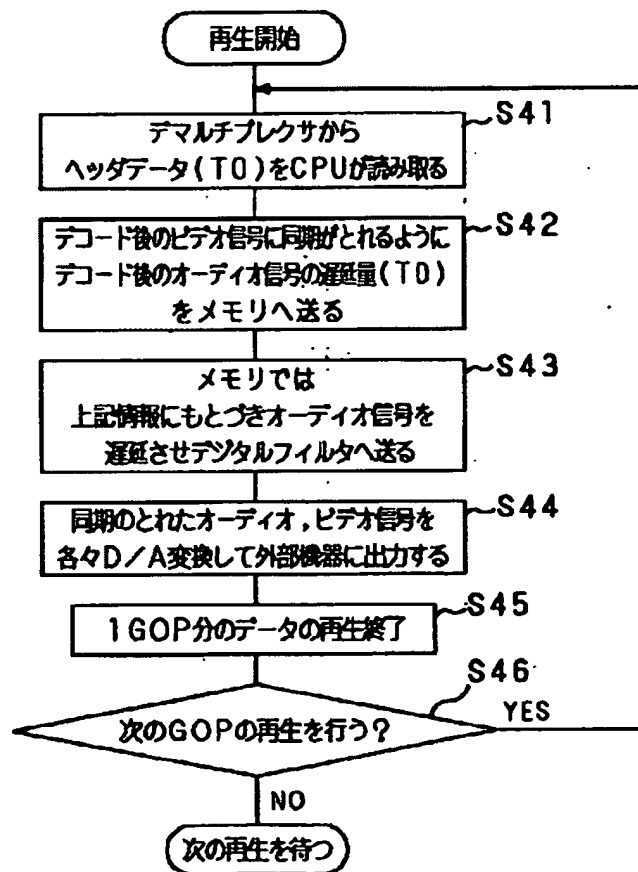 再生開始
S41
デマルチプレクサから
ヘッダデータ(TO)をCPUが読み取る
S42
デコード後のビデオ信号に同期がとれるように
デコード後のオーディオ信号の遅延量(TD)
をメモリへ送る
S43
メモリでは
上記情報にもとづきオーディオ信号を
遅延させデジタルフィルタへ送る
S44
同期のとれたオーディオ,ビデオ信号を
各々D/A変換して外部機器に出力する
S45
1GOP分のデータの再生終了
S46
次のGOPの再生を行う?
YES
NO
次の再生を待つ